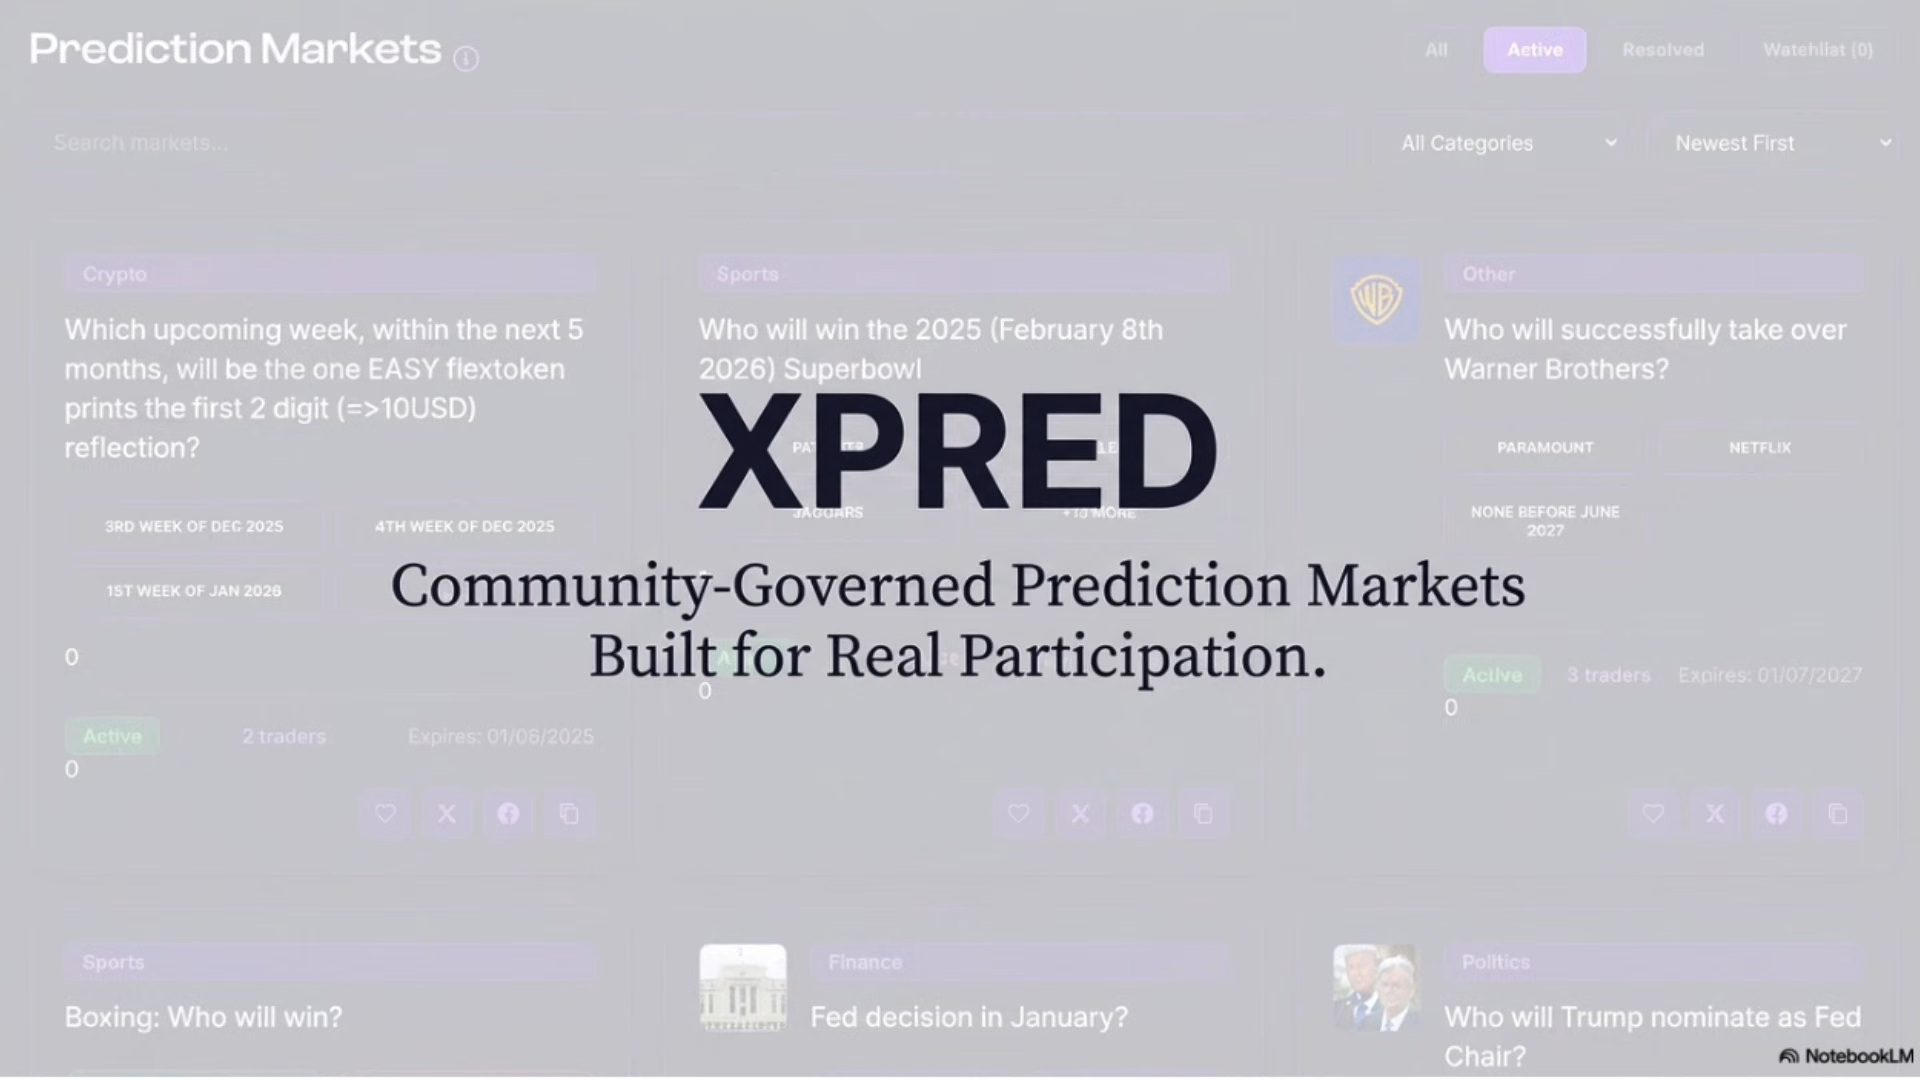 Prediction Markets
All
Active
Resolved
Watchlist (0)
Search markets...
All Categories
Newest First
Crypto
Which upcoming week, within the next 5
months, will be the one EASY flextoken
prints the first 2 digit (=>10USD)
reflection?
3RD WEEK OF DEC 2025
4TH WEEK OF DEC 2025
1ST WEEK OF JAN 2026
0
Active
2 traders
Expires: 01/06/2025
0
Sports
Who will win the 2025 (February 8th
2026) Superbowl
JAGUARS
MORE
0
WB
Other
Who will successfully take over
Warner Brothers?
PARAMOUNT
NETFLIX
NONE BEFORE JUNE
2027
Active
3 traders
Expires: 01/07/2027
0
XPRED
Community-Governed Prediction Markets
Built for Real Participation.
Sports
Boxing: Who will win?
Finance
Fed decision in January?
Politics
Who will Trump nominate as Fed
Chair?
NotebookLM